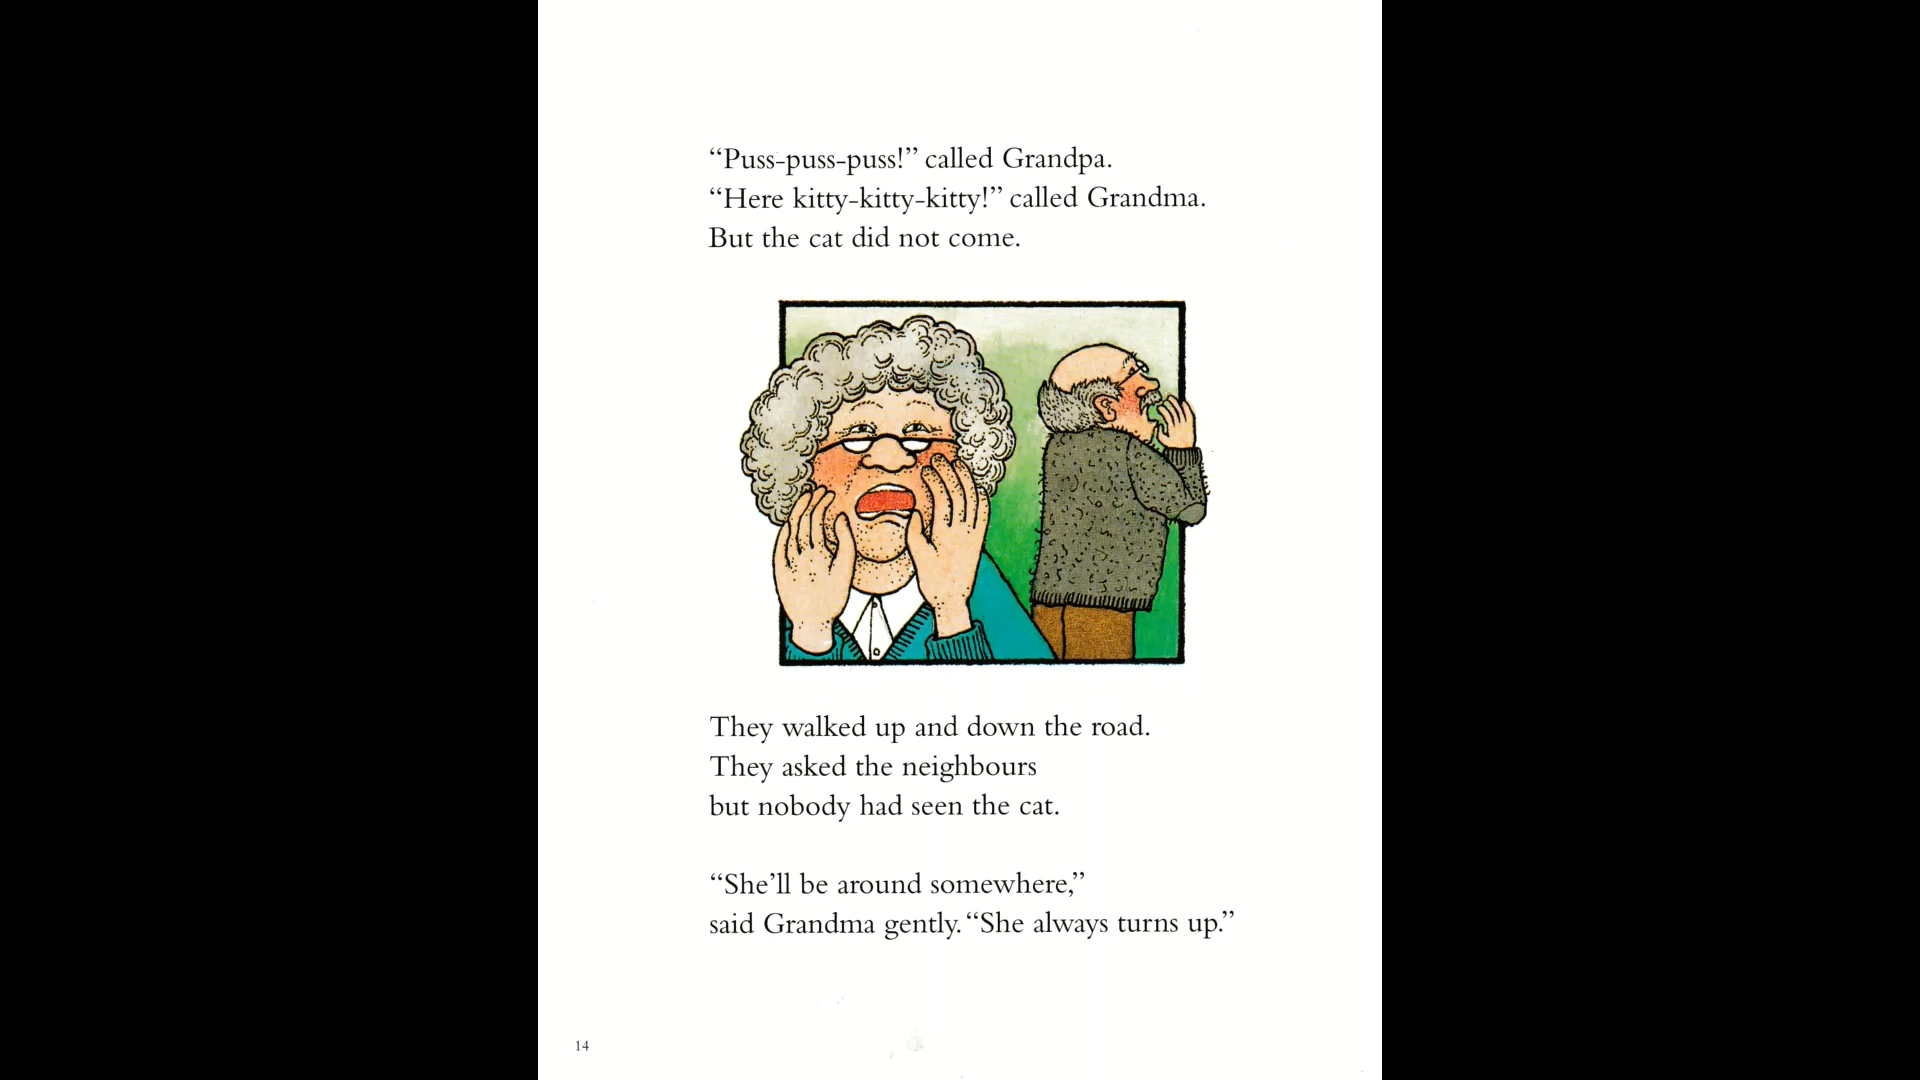 “Puss-puss-puss!” called Grandpa.
“Here kitty-kitty-kitty!” called Grandma.
But the cat did not come.
They walked up and down the road.
They asked the neighbours
but nobody had seen the cat.
“She’ll be around somewhere,”
said Grandma gently. “She always turns up.”
14